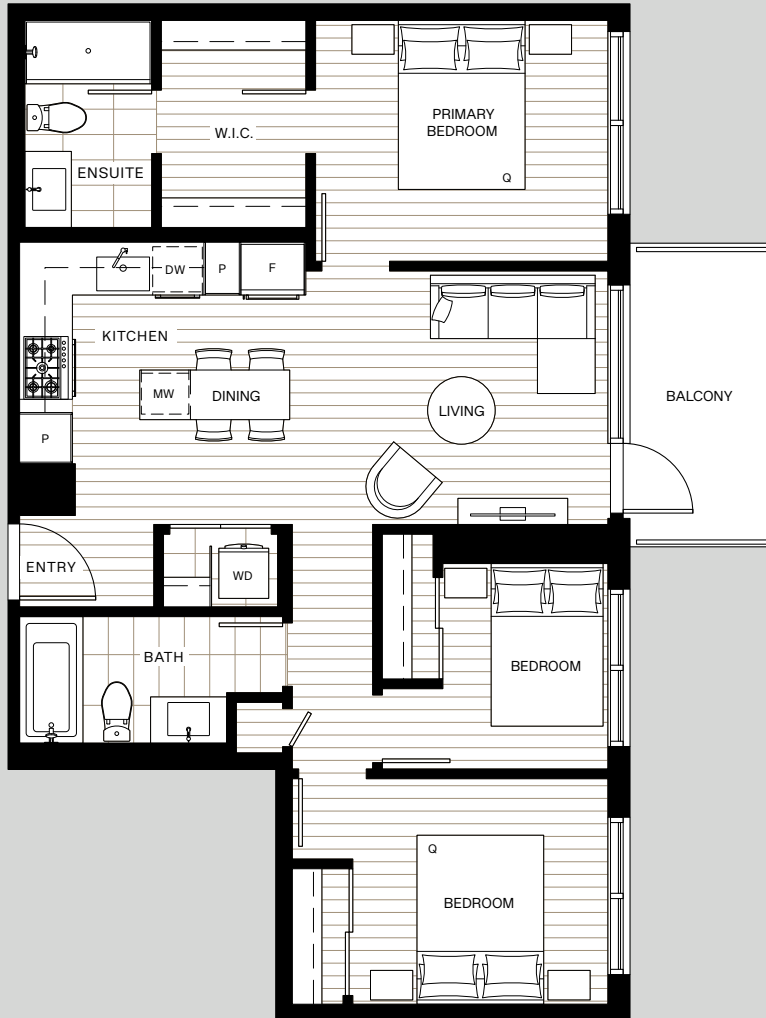 PRIMARY
BEDROOM
Q
W.I.C.
ENSUITE
DW
P
F
KITCHEN
MW
DINING
LIVING
BALCONY
P
ENTRY
WD
BATH
BEDROOM
Q
BEDROOM